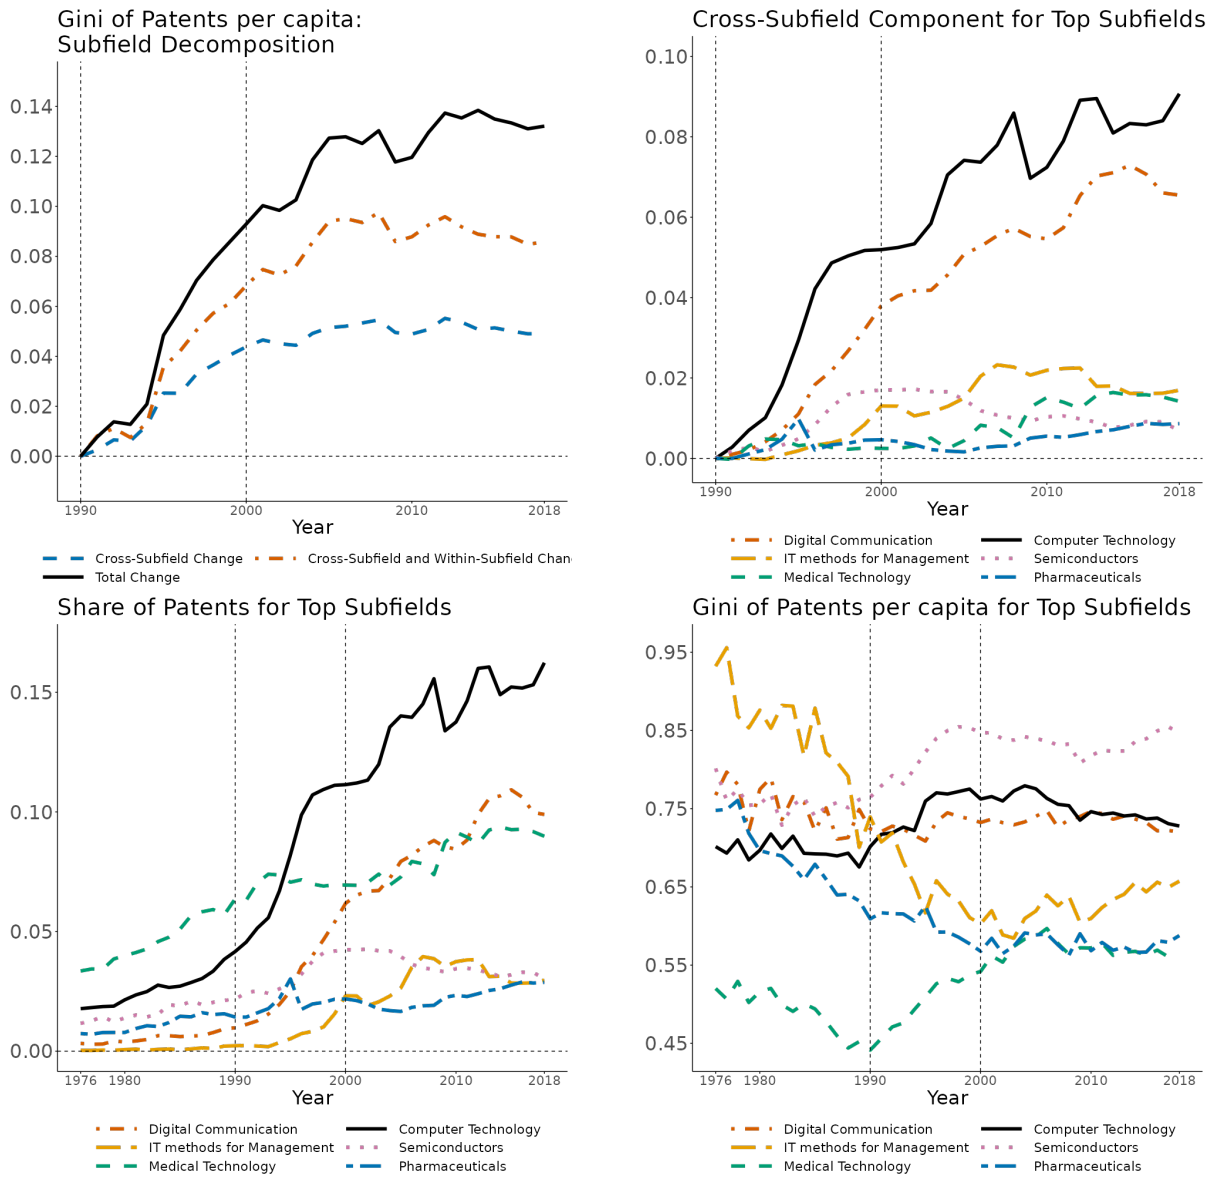 Gini of Patents per capita:
Subfield Decomposition
0.14
0.12
0.10
0.08
0.06
0.04
0.02
0.00
1990 2000 2010 2018
Year
Cross-Subfield Change Cross-Subfield and Within-Subfield Chan
Total Change
Cross-Subfield Component for Top Subfields
0.10
0.08
0.06
0.04
0.02
0.00
1990 2000 2010 2018
Year
Digital Communication Computer Technology
IT methods for Management Semiconductors
Medical Technology Pharmaceuticals
Share of Patents for Top Subfields
0.15
0.10
0.05
0.00
1976 1980 1990 2000 2010 2018
Year
Digital Communication Computer Technology
IT methods for Management Semiconductors
Medical Technology Pharmaceuticals
Gini of Patents per capita for Top Subfields
0.95
0.85
0.75
0.65
0.55
0.45
1976 1980 1990 2000 2010 2018
Year
Digital Communication Computer Technology
IT methods for Management Semiconductors
Medical Technology Pharmaceuticals